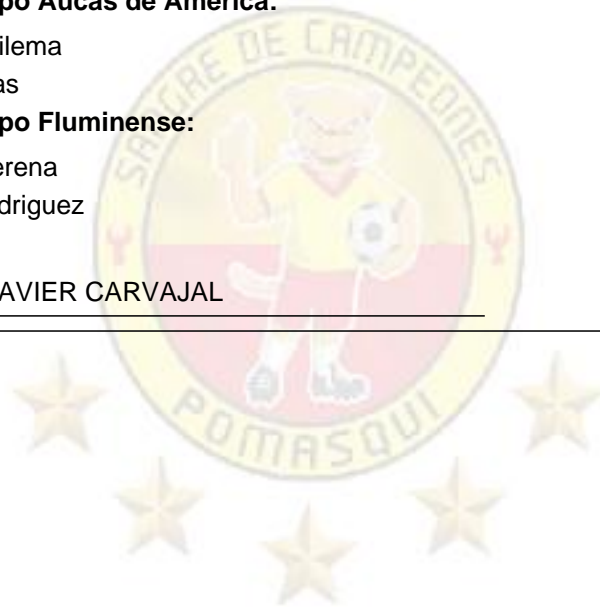 po Aucas de América:
ilema
as
po Fluminense:
erena
driguez
AVIER CARVAJAL
SANGRE DE CAMPEONES
POMASQUI